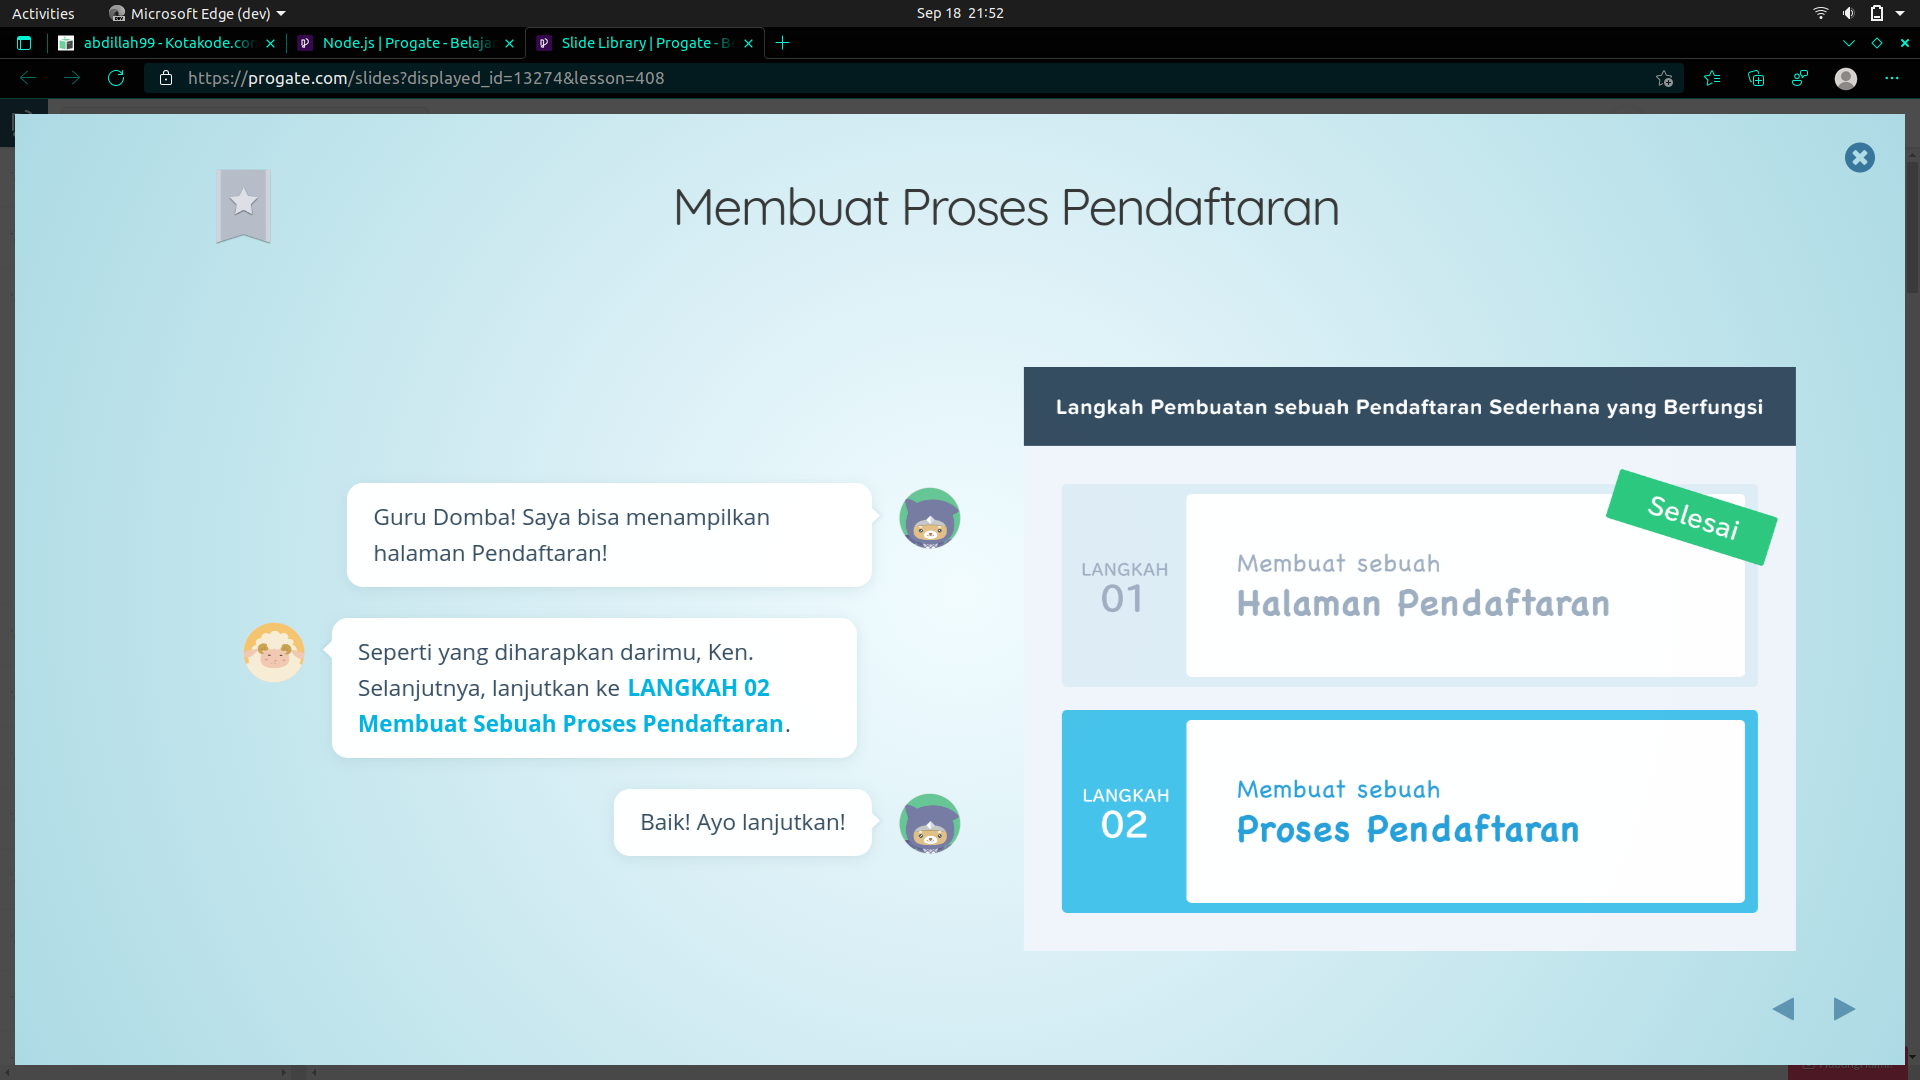 Activities
Microsoft Edge (dev)
Sep 18 21:52
abdillah99 - Kotakode.co
Node.js | Progate - Belaja
Slide Library | Progate - B
https://progate.com/slides?displayed_id=13274&lesson=408
Membuat Proses Pendaftaran
Guru Domba! Saya bisa menampilkan
halaman Pendaftaran!
Seperti yang diharapkan darimu, Ken.
Selanjutnya, lanjutkan ke LANGKAH 02
Membuat Sebuah Proses Pendaftaran.
Baik! Ayo lanjutkan!
Langkah Pembuatan sebuah Pendaftaran Sederhana yang Berfungsi
Selesai
LANGKAH
01
Membuat sebuah
Halaman Pendaftaran
LANGKAH
02
Membuat sebuah
Proses Pendaftaran